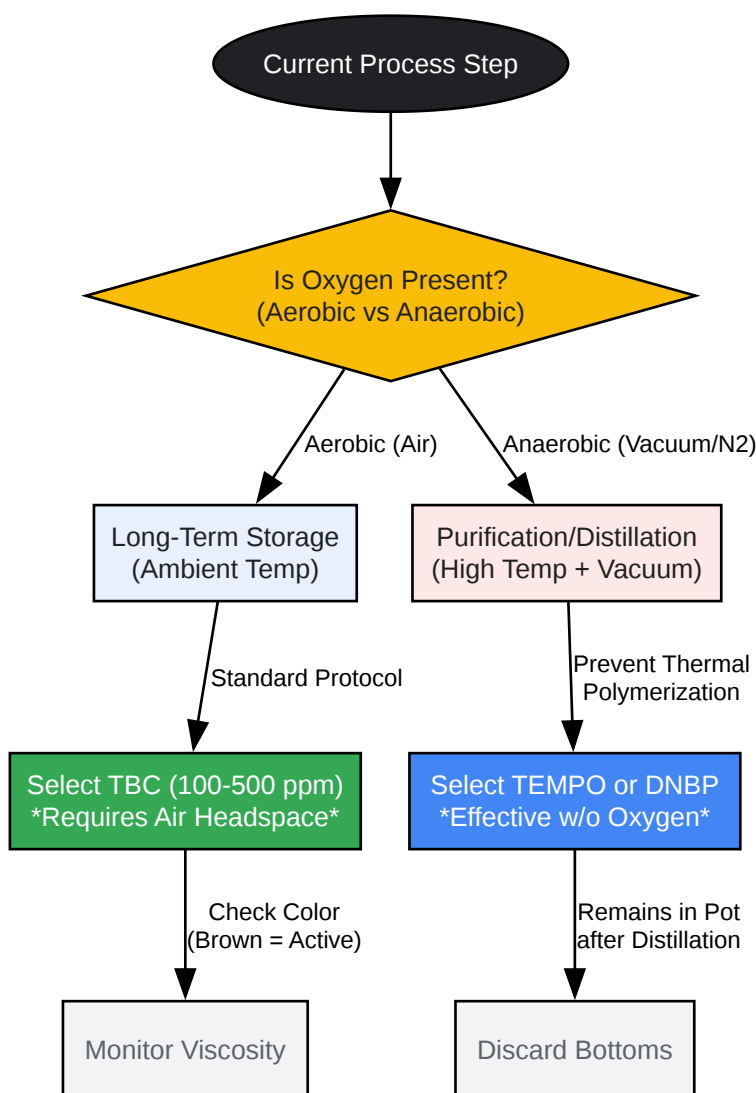 Current Process Step
Is Oxygen Present?
(Aerobic vs Anaerobic)
Aerobic (Air)
Anaerobic (Vacuum/N2)
Long-Term Storage
(Ambient Temp)
Purification/Distillation
(High Temp + Vacuum)
Standard Protocol
Prevent Thermal
Polymerization
Select TBC (100-500 ppm)
*Requires Air Headspace*
Select TEMPO or DNBP
*Effective w/o Oxygen*
Check Color
(Brown = Active)
Remains in Pot
after Distillation
Monitor Viscosity
Discard Bottoms